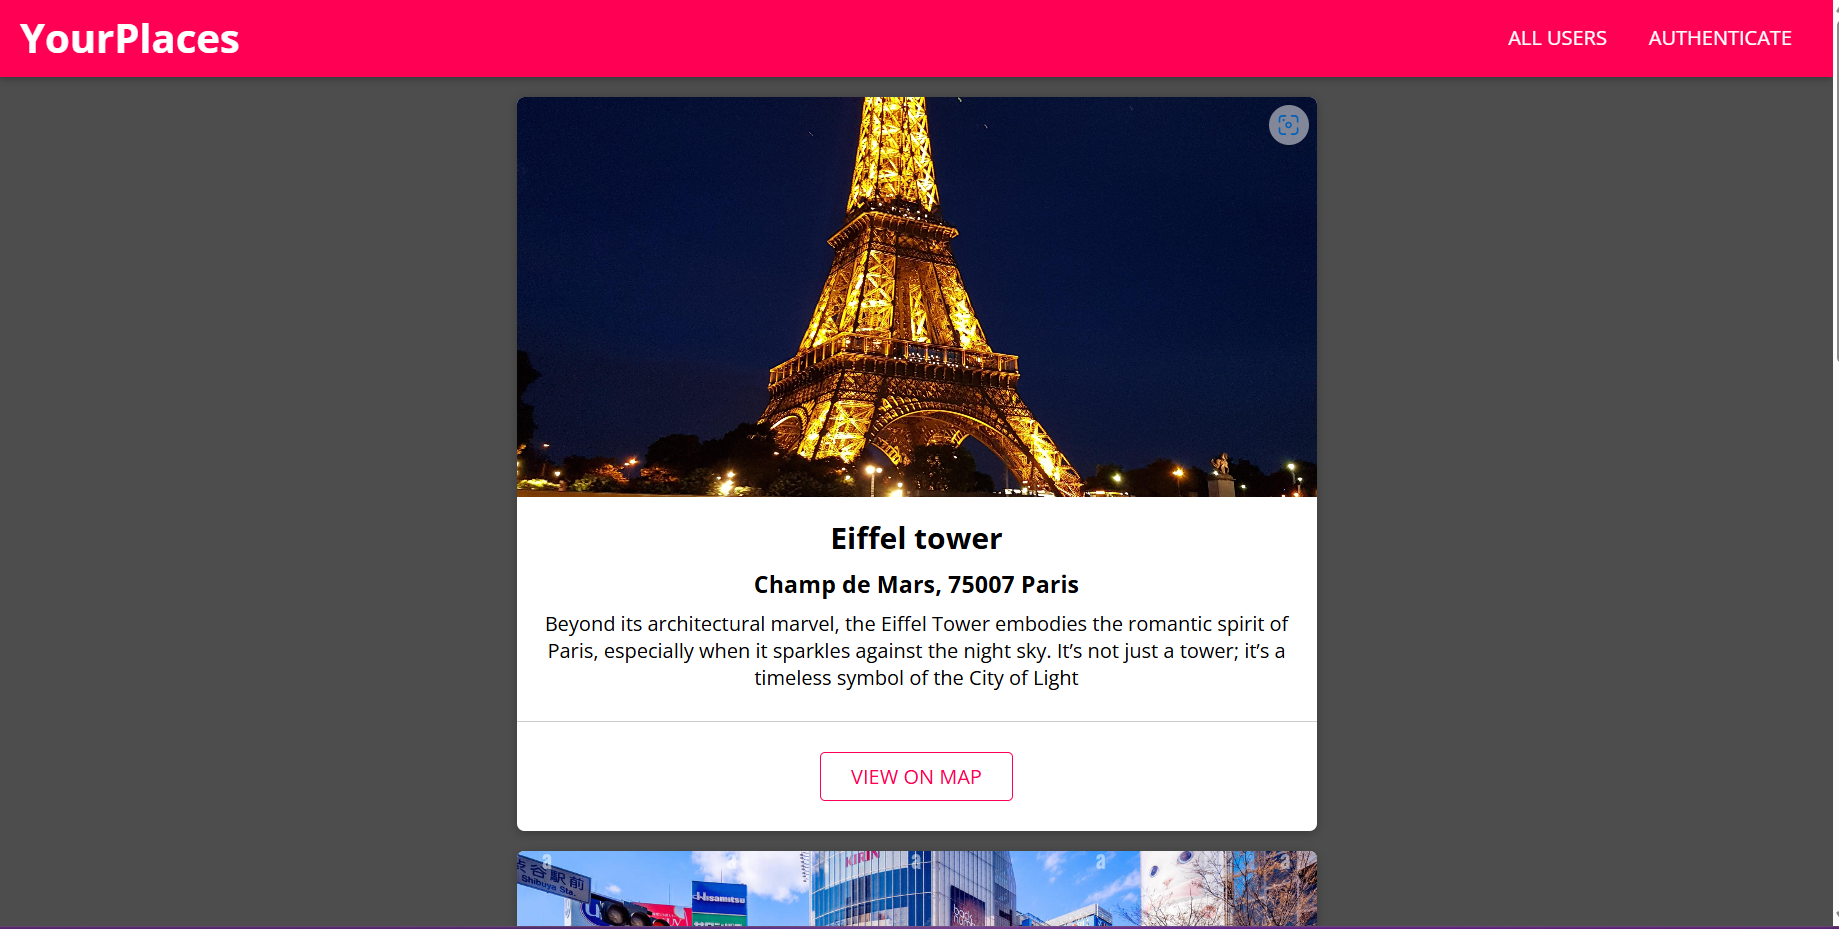 YourPlaces
ALL USERS
AUTHENTICATE
Eiffel tower
Champ de Mars, 75007 Paris
Beyond its architectural marvel, the Eiffel Tower embodies the romantic spirit of
Paris, especially when it sparkles against the night sky. It’s not just a tower; it’s a
timeless symbol of the City of Light
VIEW ON MAP
a a a a
KIRIN
渋谷駅前
Shibuya Sta.
Hisamitsu